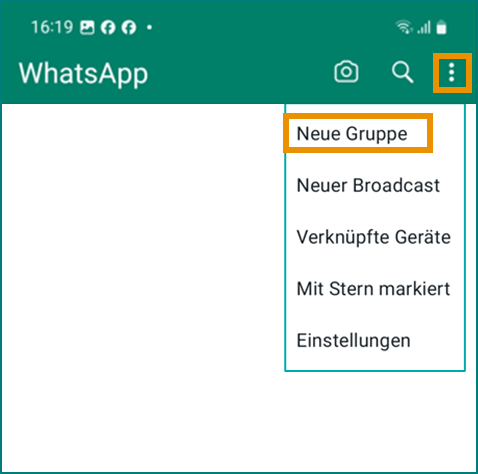 16:19
WhatsApp
Neue Gruppe
Neuer Broadcast
Verknüpfte Geräte
Mit Stern markiert
Einstellungen